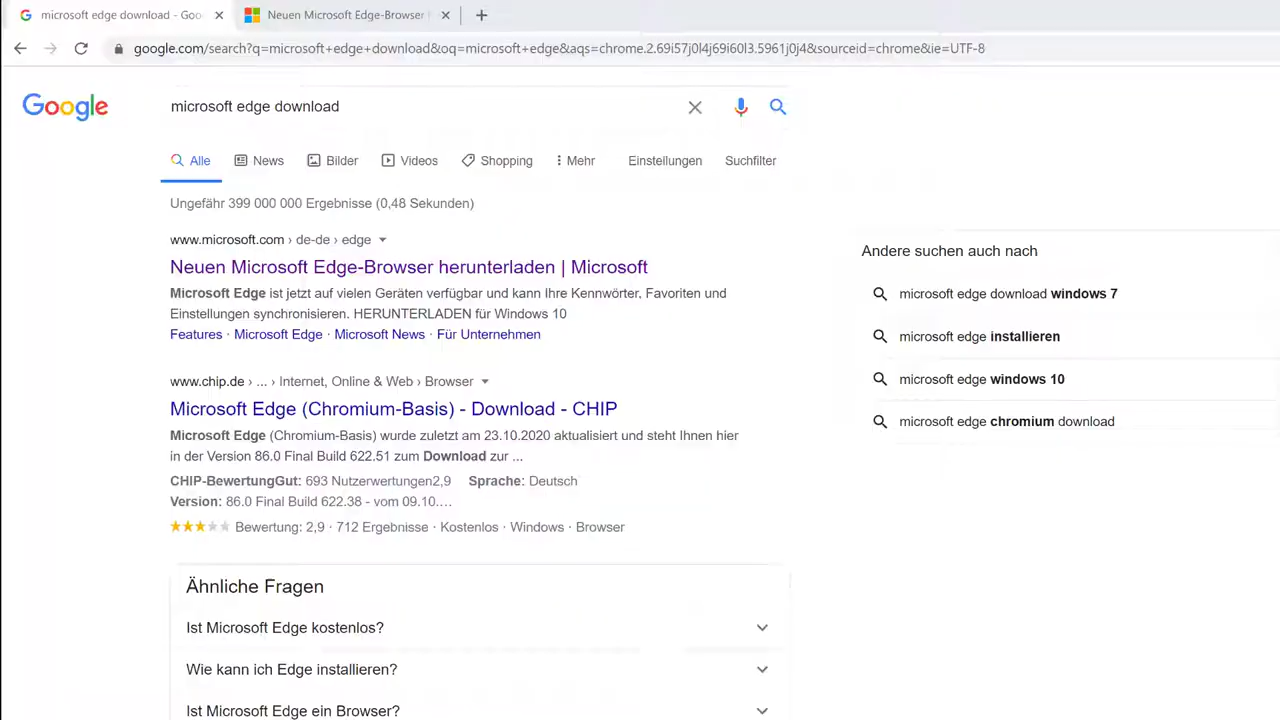 microsoft edge download - Goo
Neuen Microsoft Edge-Browser
google.com/search?q=microsoft+edge+download&oq=microsoft+edge&aqs=chrome.2.69i57j0l4j69i60l3.5961j0j4&sourceid=chrome&ie=UTF-8
Google
microsoft edge download
Alle News Bilder Videos Shopping Mehr Einstellungen Suchfilter
Ungefähr 399 000 000 Ergebnisse (0,48 Sekunden)
www.microsoft.com › de-de › edge
Neuen Microsoft Edge-Browser herunterladen | Microsoft
Microsoft Edge ist jetzt auf vielen Geräten verfügbar und kann Ihre Kennwörter, Favoriten und
Einstellungen synchronisieren. HERUNTERLADEN für Windows 10
Features · Microsoft Edge · Microsoft News · Für Unternehmen
www.chip.de › ... › Internet, Online & Web › Browser
Microsoft Edge (Chromium-Basis) - Download - CHIP
Microsoft Edge (Chromium-Basis) wurde zuletzt am 23.10.2020 aktualisiert und steht Ihnen hier
in der Version 86.0 Final Build 622.51 zum Download zur ...
CHIP-BewertungGut: 693 Nutzerwertungen2,9 Sprache: Deutsch
Version: 86.0 Final Build 622.38 - vom 09.10.…
Bewertung: 2,9 · 712 Ergebnisse · Kostenlos · Windows · Browser
Ähnliche Fragen
Ist Microsoft Edge kostenlos?
Wie kann ich Edge installieren?
Ist Microsoft Edge ein Browser?
Andere suchen auch nach
microsoft edge download windows 7
microsoft edge installieren
microsoft edge windows 10
microsoft edge chromium download